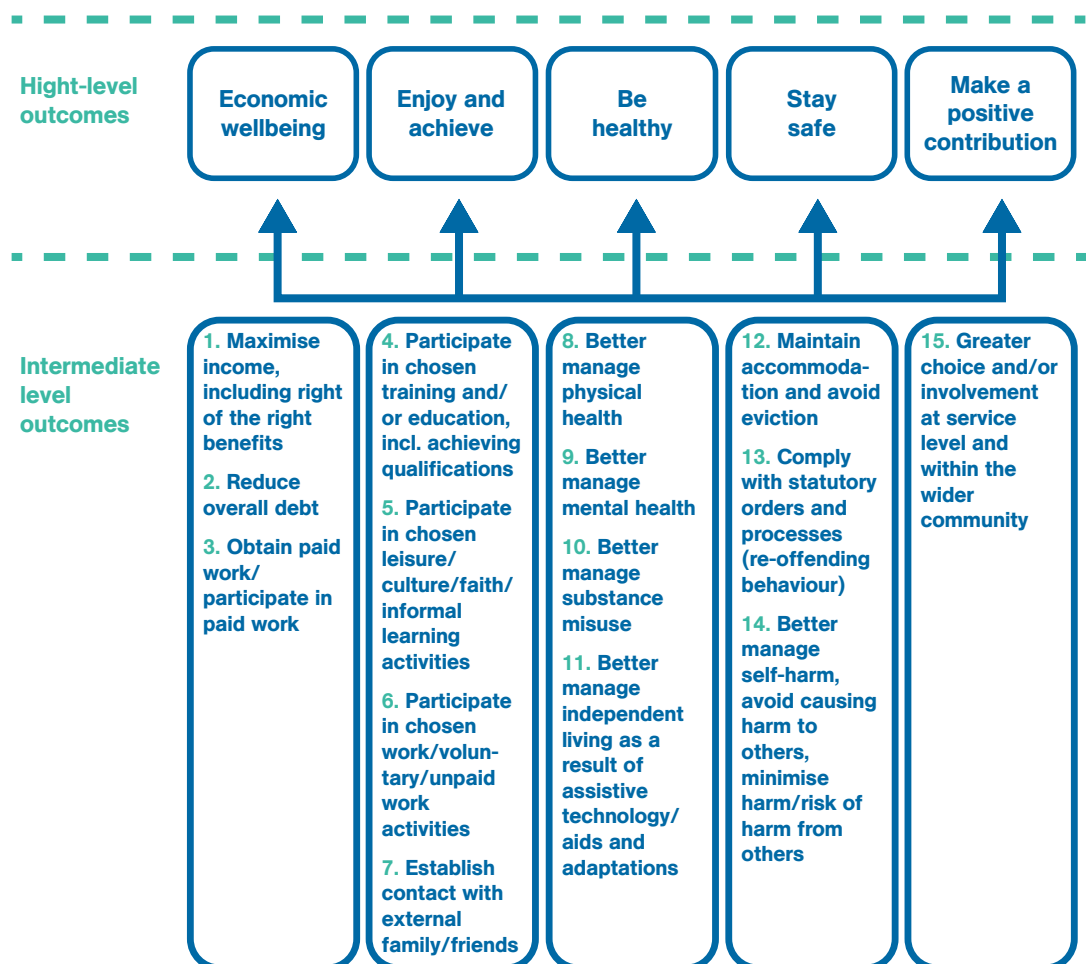 Hight-level
outcomes
Economic
wellbeing
Enjoy and
achieve
Be
healthy
Stay
safe
Make a
positive
contribution
Intermediate
level
outcomes
1. Maximise
income,
including right
of the right
benefits
2. Reduce
overall debt
3. Obtain paid
work/
participate in
paid work
4. Participate
in chosen
training and/
or education,
incl. achieving
qualifications
5. Participate
in chosen
leisure/
culture/faith/
informal
learning
activities
6. Participate
in chosen
work/volun-
tary/unpaid
work
activities
7. Establish
contact with
external
family/friends
8. Better
manage
physical
health
9. Better
manage
mental health
10. Better
manage
substance
misuse
11. Better
manage
independent
living as a
result of
assistive
technology/
aids and
adaptations
12. Maintain
accommoda-
tion and avoid
eviction
13. Comply
with statutory
orders and
processes
(re-offending
behaviour)
14. Better
manage
self-harm,
avoid causing
harm to
others,
minimise
harm/risk of
harm from
others
15. Greater
choice and/or
involvement
at service
level and
within the
wider
community